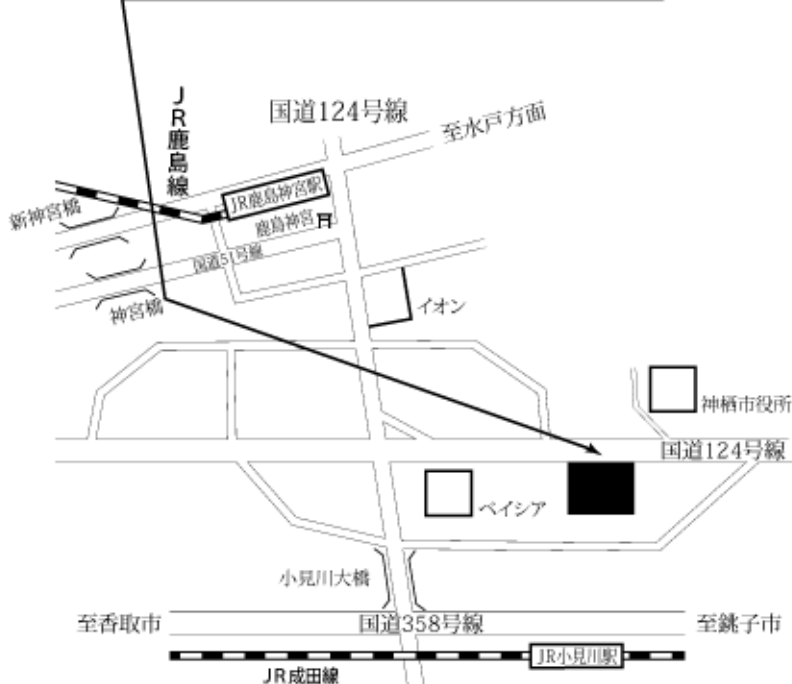 国道124号線
至水戸方面
JR鹿島線
JR鹿島神宮駅
新神宮橋
鹿島神宮
国道51号線
神宮橋
イオン
神栖市役所
国道124号線
ベイシア
小見川大橋
至香取市
国道358号線
至銚子市
JR小見川駅
JR成田線